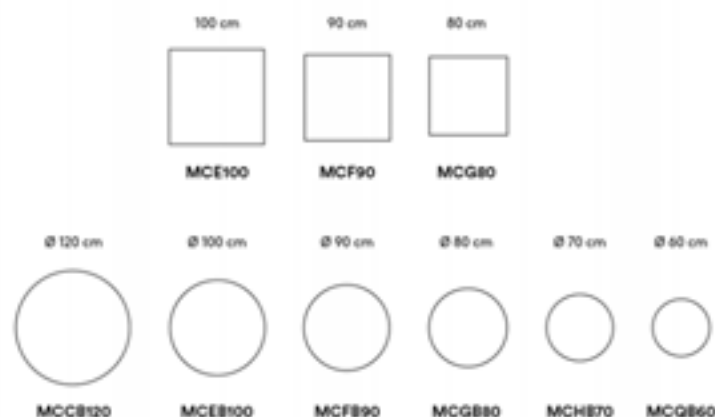 100 cm 90 cm 80 cm
MCE100 MCF90 MCG80
Ø 120 cm Ø 100 cm Ø 90 cm Ø 80 cm Ø 70 cm Ø 60 cm
MCCB120 MCEB100 MCFB90 MCGB80 MCHB70 MCQB60